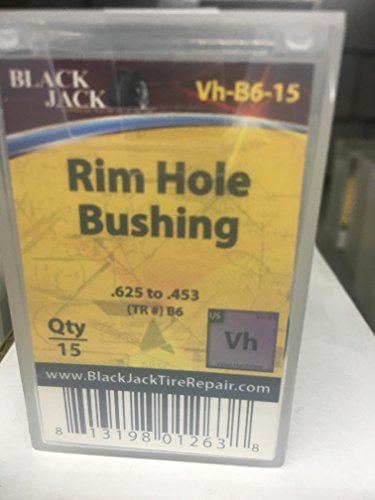 BLACK
JACK
Vh-B6-15
Rim Hole
Bushing
.625 to .453
(TR #) B6
Qty
15
US
Vh
www.BlackJackTireRepair.com
8 13198 01263 8